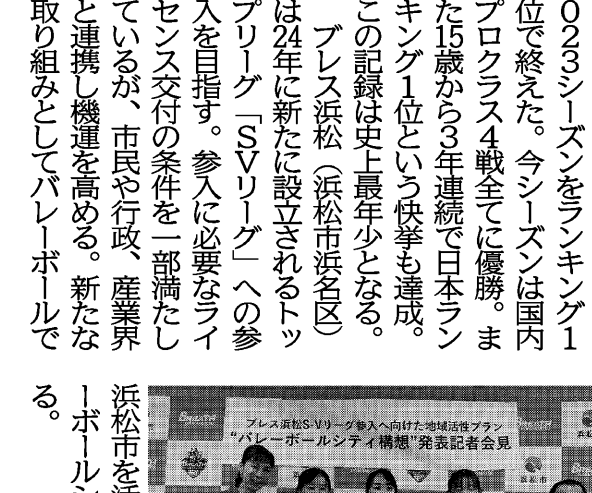 023シーズンをランキング1
位で終えた。今シーズンは国内
プロクラス4戦全てに優勝。ま
た15歳から3年連続で日本ラン
キング1位という快挙も達成。
この記録は史上最年少となる。
ブレス浜松（浜松市浜名区）
は24年に新たに設立されるトッ
プリーグ「SVリーグ」への参
入を目指す。参入に必要なライ
センス交付の条件を一部満たし
ているが、市民や行政、産業界
と連携し機運を高める。新たな
取り組みとしてバレーボールで
浜松市を活
ーボールシ
る。
ブレス浜松S-Vリーグ参入へ向けた地域活性プラン
“バレーボールシティ構想”発表記者会見
浜松市